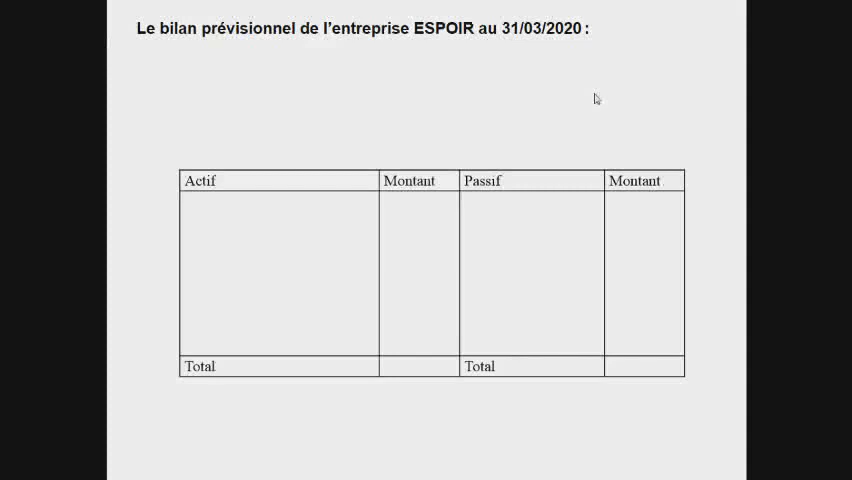 Le bilan prévisionnel de l'entreprise ESPOIR au 31/03/2020 :
Actif Montant Passif Montant
Total Total